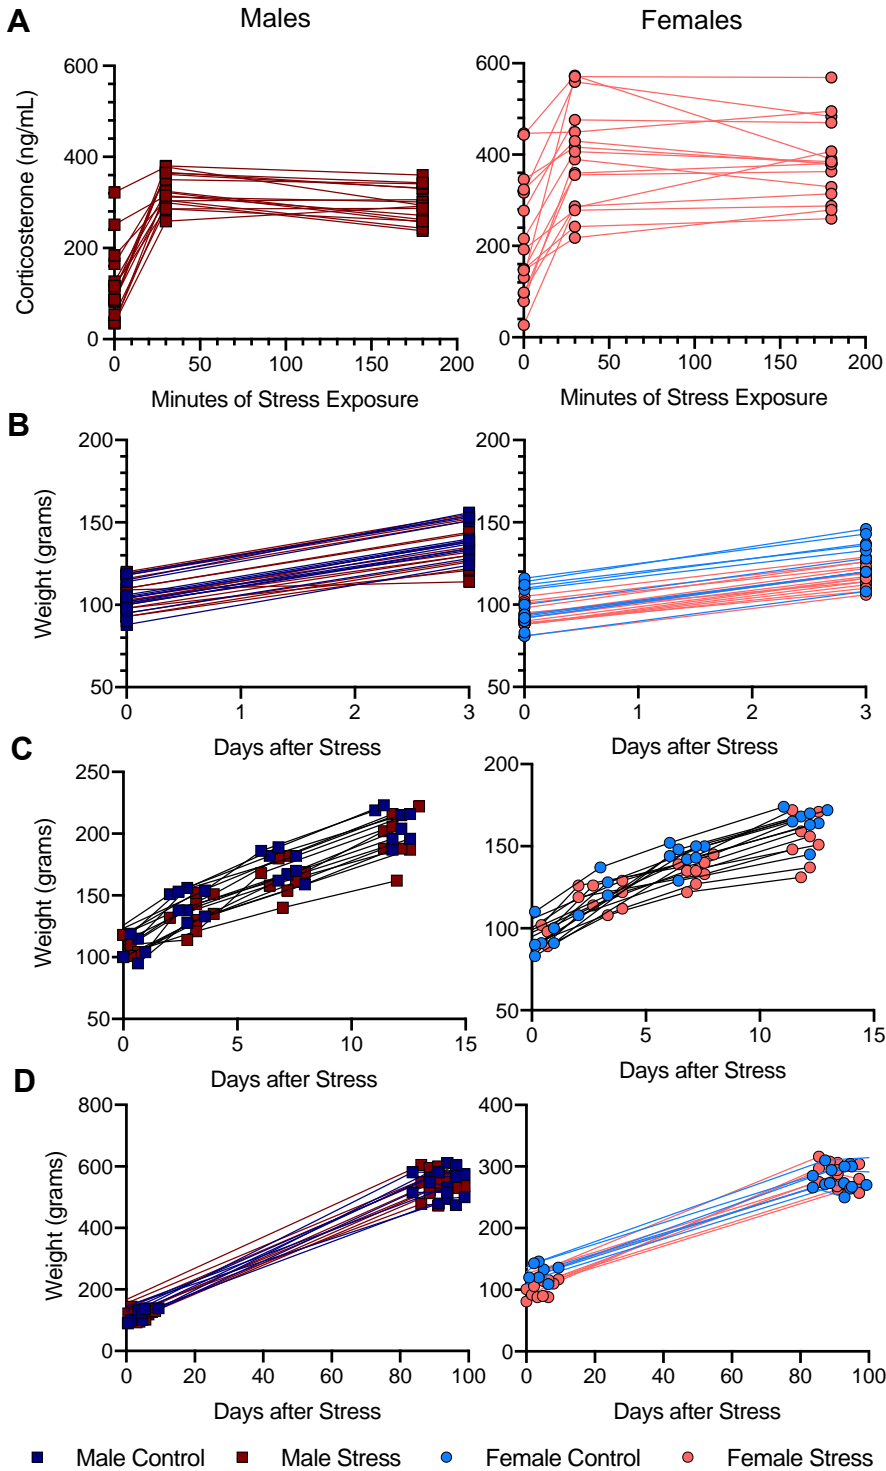 A
Males
Females
Corticosterone (ng/mL)
600
400
200
0
0 50 100 150 200
Minutes of Stress Exposure
600
400
200
0
0 50 100 150 200
Minutes of Stress Exposure
B
Weight (grams)
200
150
100
50
0 1 2 3
Days after Stress
200
150
100
50
0 1 2 3
Days after Stress
C
Weight (grams)
250
200
150
100
50
0 5 10 15
Days after Stress
200
150
100
50
0 5 10 15
Days after Stress
D
Weight (grams)
800
600
400
200
0
0 20 40 60 80 100
Days after Stress
400
300
200
100
0
0 20 40 60 80 100
Days after Stress
Male Control Male Stress Female Control Female Stress